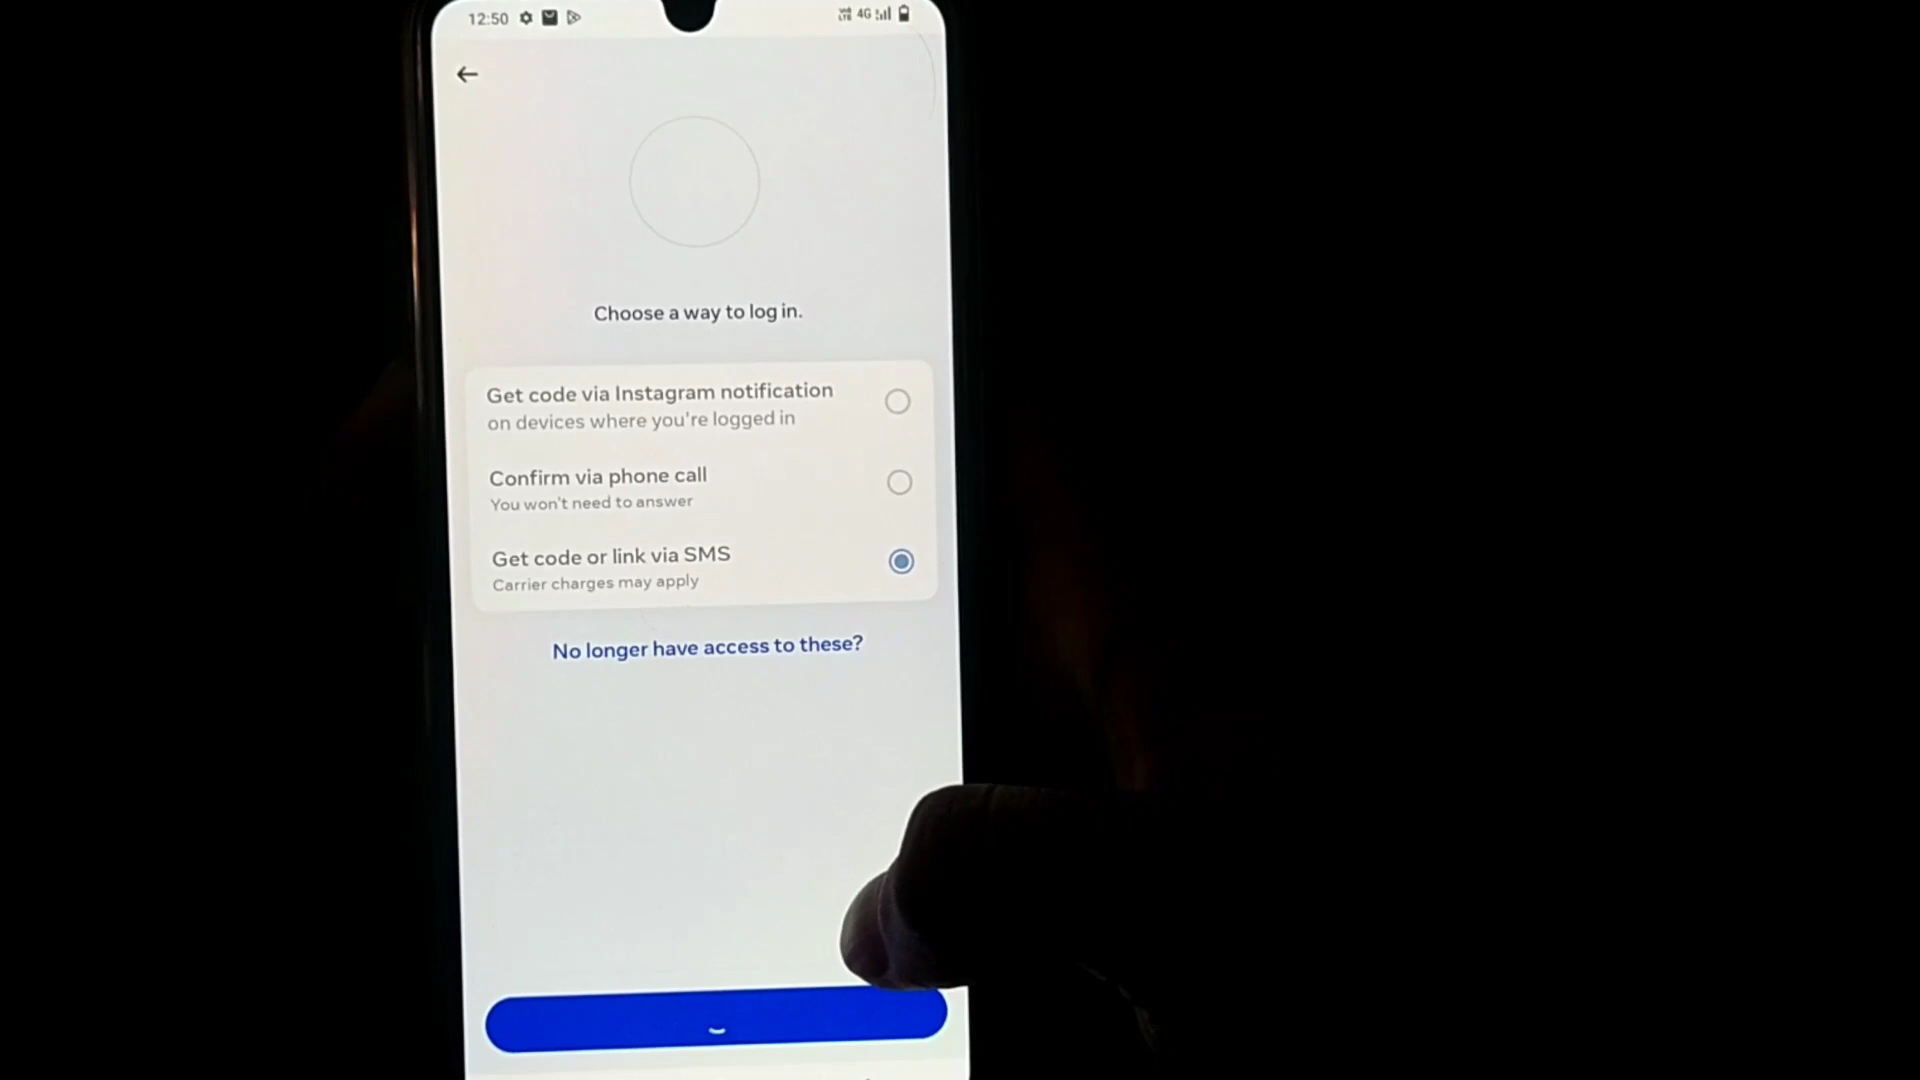 12:50
4G
Choose a way to log in.
Get code via Instagram notification
on devices where you're logged in
Confirm via phone call
You won't need to answer
Get code or link via SMS
Carrier charges may apply
No longer have access to these?